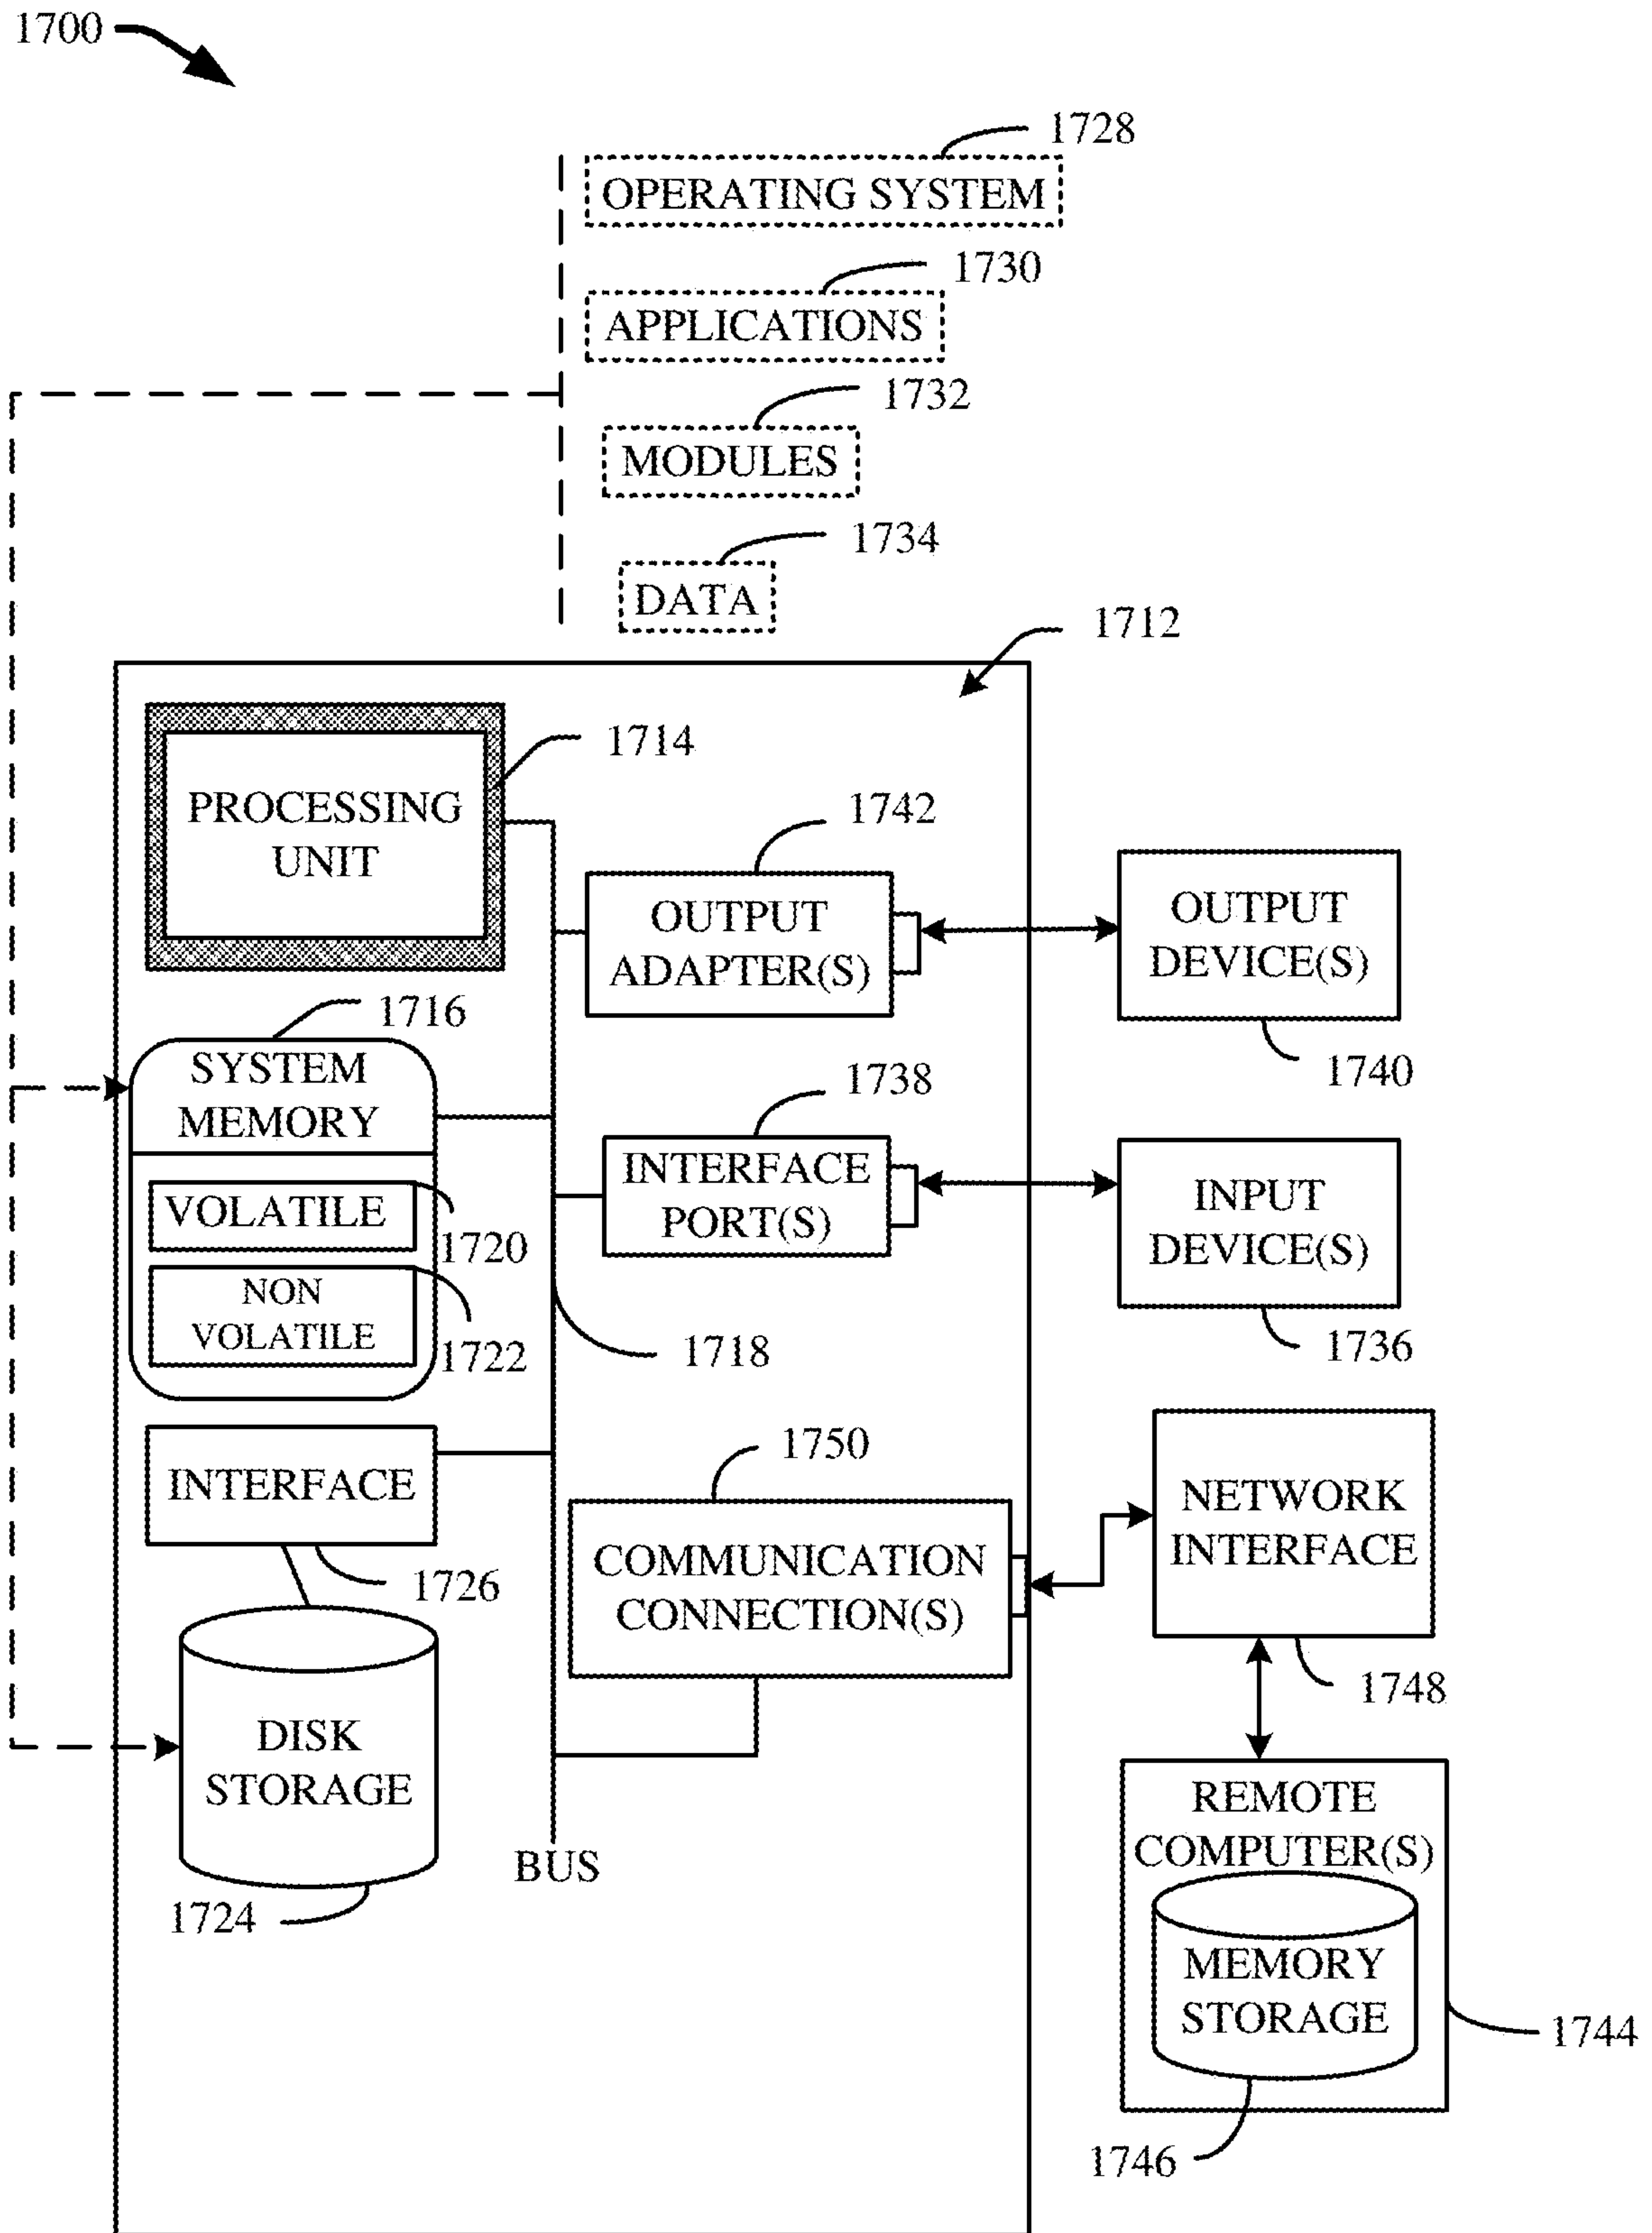 1700
1728
OPERATING SYSTEM
1730
APPLICATIONS
1732
MODULES
1734
DATA
1712
1714
PROCESSING
UNIT
1742
OUTPUT
ADAPTER(S)
OUTPUT
DEVICE(S)
1740
1716
SYSTEM
MEMORY
VOLATILE
1720
NON
VOLATILE
1722
1738
INTERFACE
PORT(S)
INPUT
DEVICE(S)
1736
1718
INTERFACE
1726
1750
COMMUNICATION
CONNECTION(S)
NETWORK
INTERFACE
1748
DISK
STORAGE
1724
BUS
REMOTE
COMPUTER(S)
MEMORY
STORAGE
1744
1746